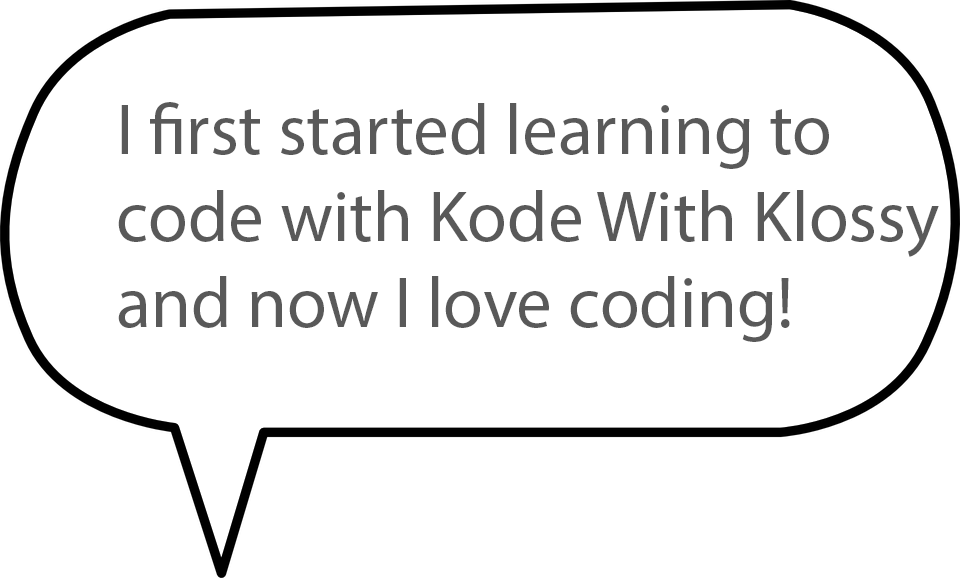 I first started learning to
code with Kode With Klossy
and now I love coding!